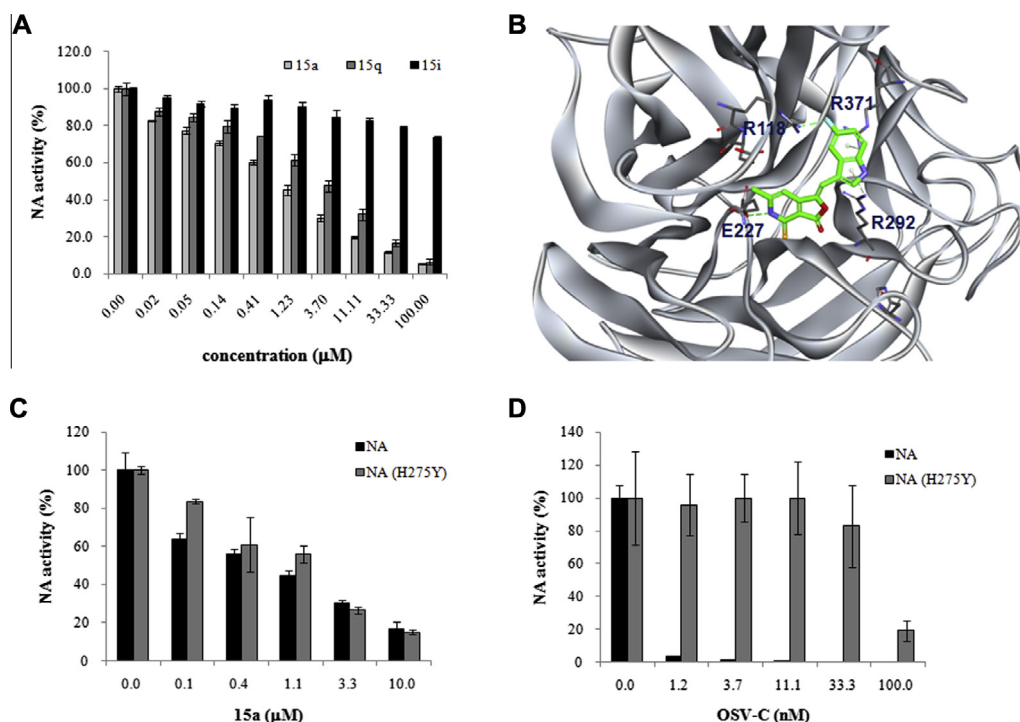 A
120.0
100.0
80.0
60.0
40.0
20.0
0.0
NA activity (%)
15a 15q 15i
0.00 0.02 0.05 0.14 0.41 1.23 3.70 11.11 33.33 100.00
concentration (µM)
B
R371
R118
E227
R292
C
120
100
80
60
40
20
0
NA activity (%)
NA
NA (H275Y)
0.0 0.1 0.4 1.1 3.3 10.0
15a (µM)
D
140
120
100
80
60
40
20
0
NA activity (%)
NA
NA (H275Y)
0.0 1.2 3.7 11.1 33.3 100.0
OSV-C (nM)